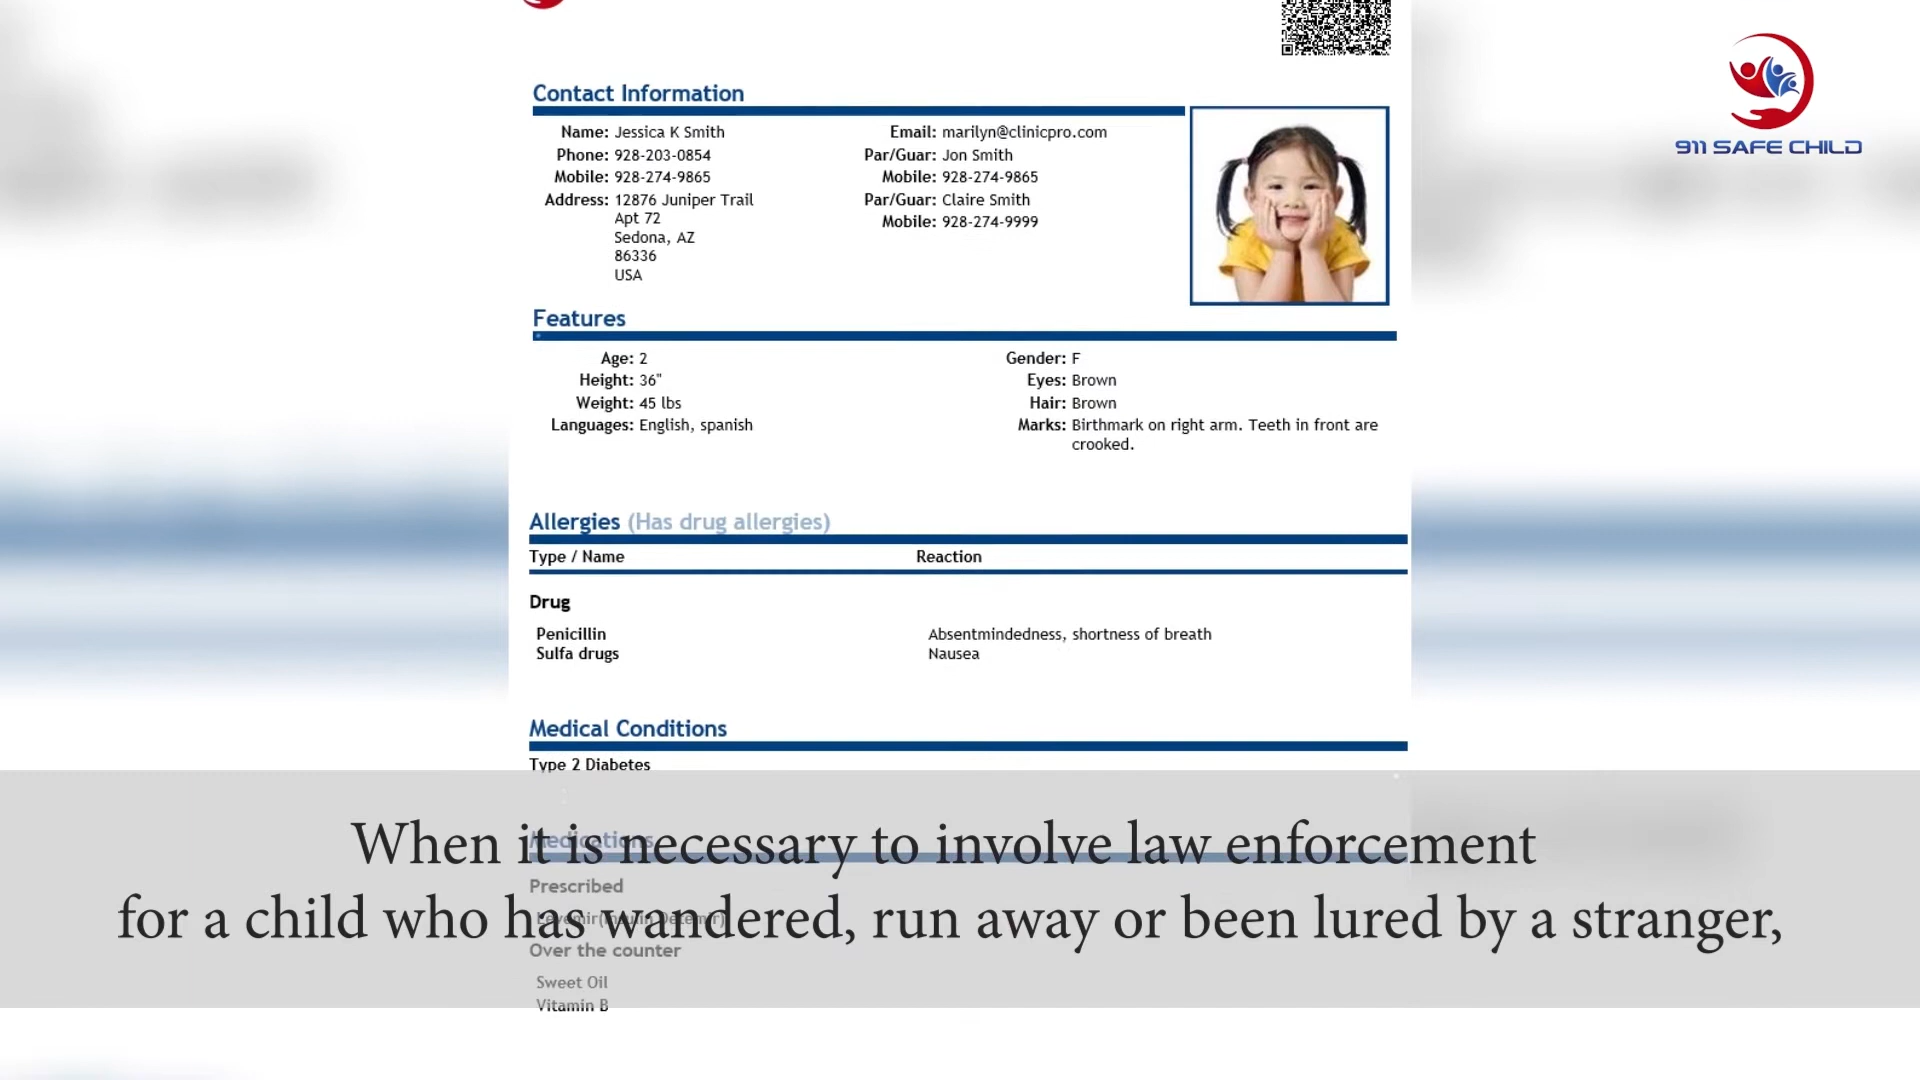 911 SAFE CHILD
Contact Information
Name: Jessica K Smith
Phone: 928-203-0854
Mobile: 928-274-9865
Address: 12876 Juniper Trail
Apt 72
Sedona, AZ
86336
USA
Email: marilyn@clinicpro.com
Par/Guar: Jon Smith
Mobile: 928-274-9865
Par/Guar: Claire Smith
Mobile: 928-274-9999
Features
Age: 2
Height: 36"
Weight: 45 lbs
Languages: English, spanish
Gender: F
Eyes: Brown
Hair: Brown
Marks: Birthmark on right arm. Teeth in front are
crooked.
Allergies (Has drug allergies)
Type / Name Reaction
Drug
Penicillin Absentmindedness, shortness of breath
Sulfa drugs Nausea
Medical Conditions
Type 2 Diabetes
Medications
Prescribed
Levemir(Insulin Detemir)
Over the counter
Sweet Oil
Vitamin B
When it is necessary to involve law enforcement
for a child who has wandered, run away or been lured by a stranger,